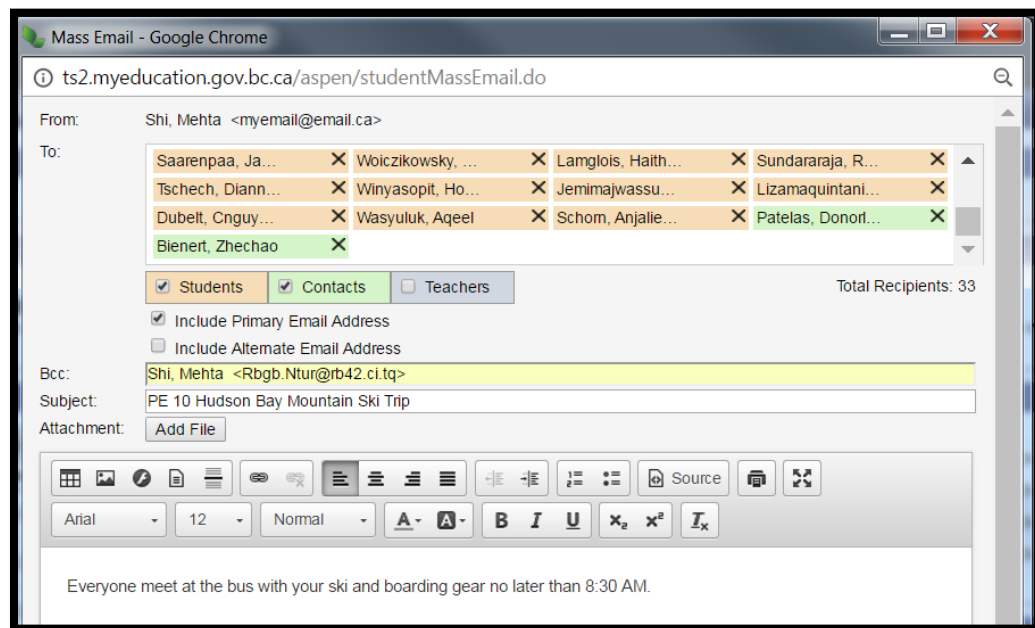 Mass Email - Google Chrome
ts2.myeducation.gov.bc.ca/aspen/studentMassEmail.do
From: Shi, Mehta <myemail@email.ca>
To:
Saarenpaa, Ja... Woiczikowsky, ... Lamglois, Haith... Sundararaja, R...
Tschech, Diann... Winyasopit, Ho... Jemimajwassu... Lizamaquintani...
Dubelt, Cnguy... Wasyuluk, Aqeel Schorn, Anjalie... Patelas, Donorl...
Bienert, Zhechao
Students Contacts Teachers Total Recipients: 33
Include Primary Email Address
Include Alternate Email Address
Bcc: Shi, Mehta <Rbgb.Ntur@rb42.ci.tq>
Subject: PE 10 Hudson Bay Mountain Ski Trip
Attachment: Add File
Source
Arial 12 Normal A A B I U x₂ x² Tx
Everyone meet at the bus with your ski and boarding gear no later than 8:30 AM.